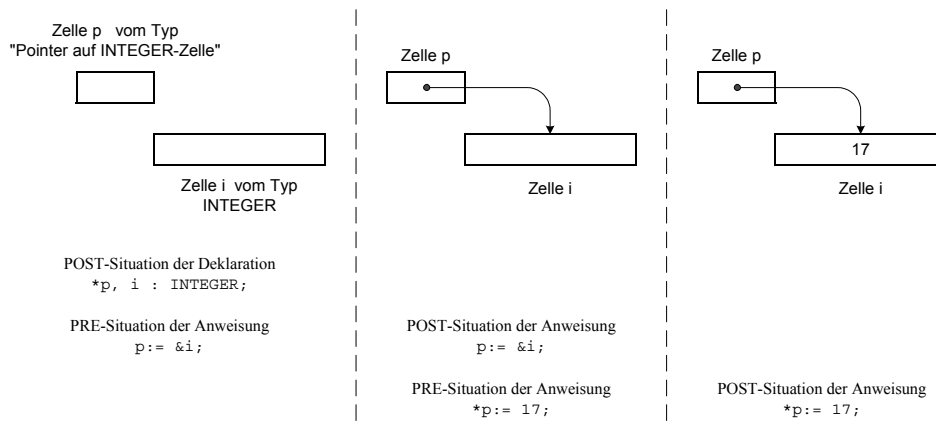 Zelle p vom Typ
"Pointer auf INTEGER-Zelle"
Zelle i vom Typ
INTEGER
POST-Situation der Deklaration
*p, i : INTEGER;
PRE-Situation der Anweisung
p:= &i;
Zelle p
Zelle i
POST-Situation der Anweisung
p:= &i;
PRE-Situation der Anweisung
*p:= 17;
Zelle p
17
Zelle i
POST-Situation der Anweisung
*p:= 17;